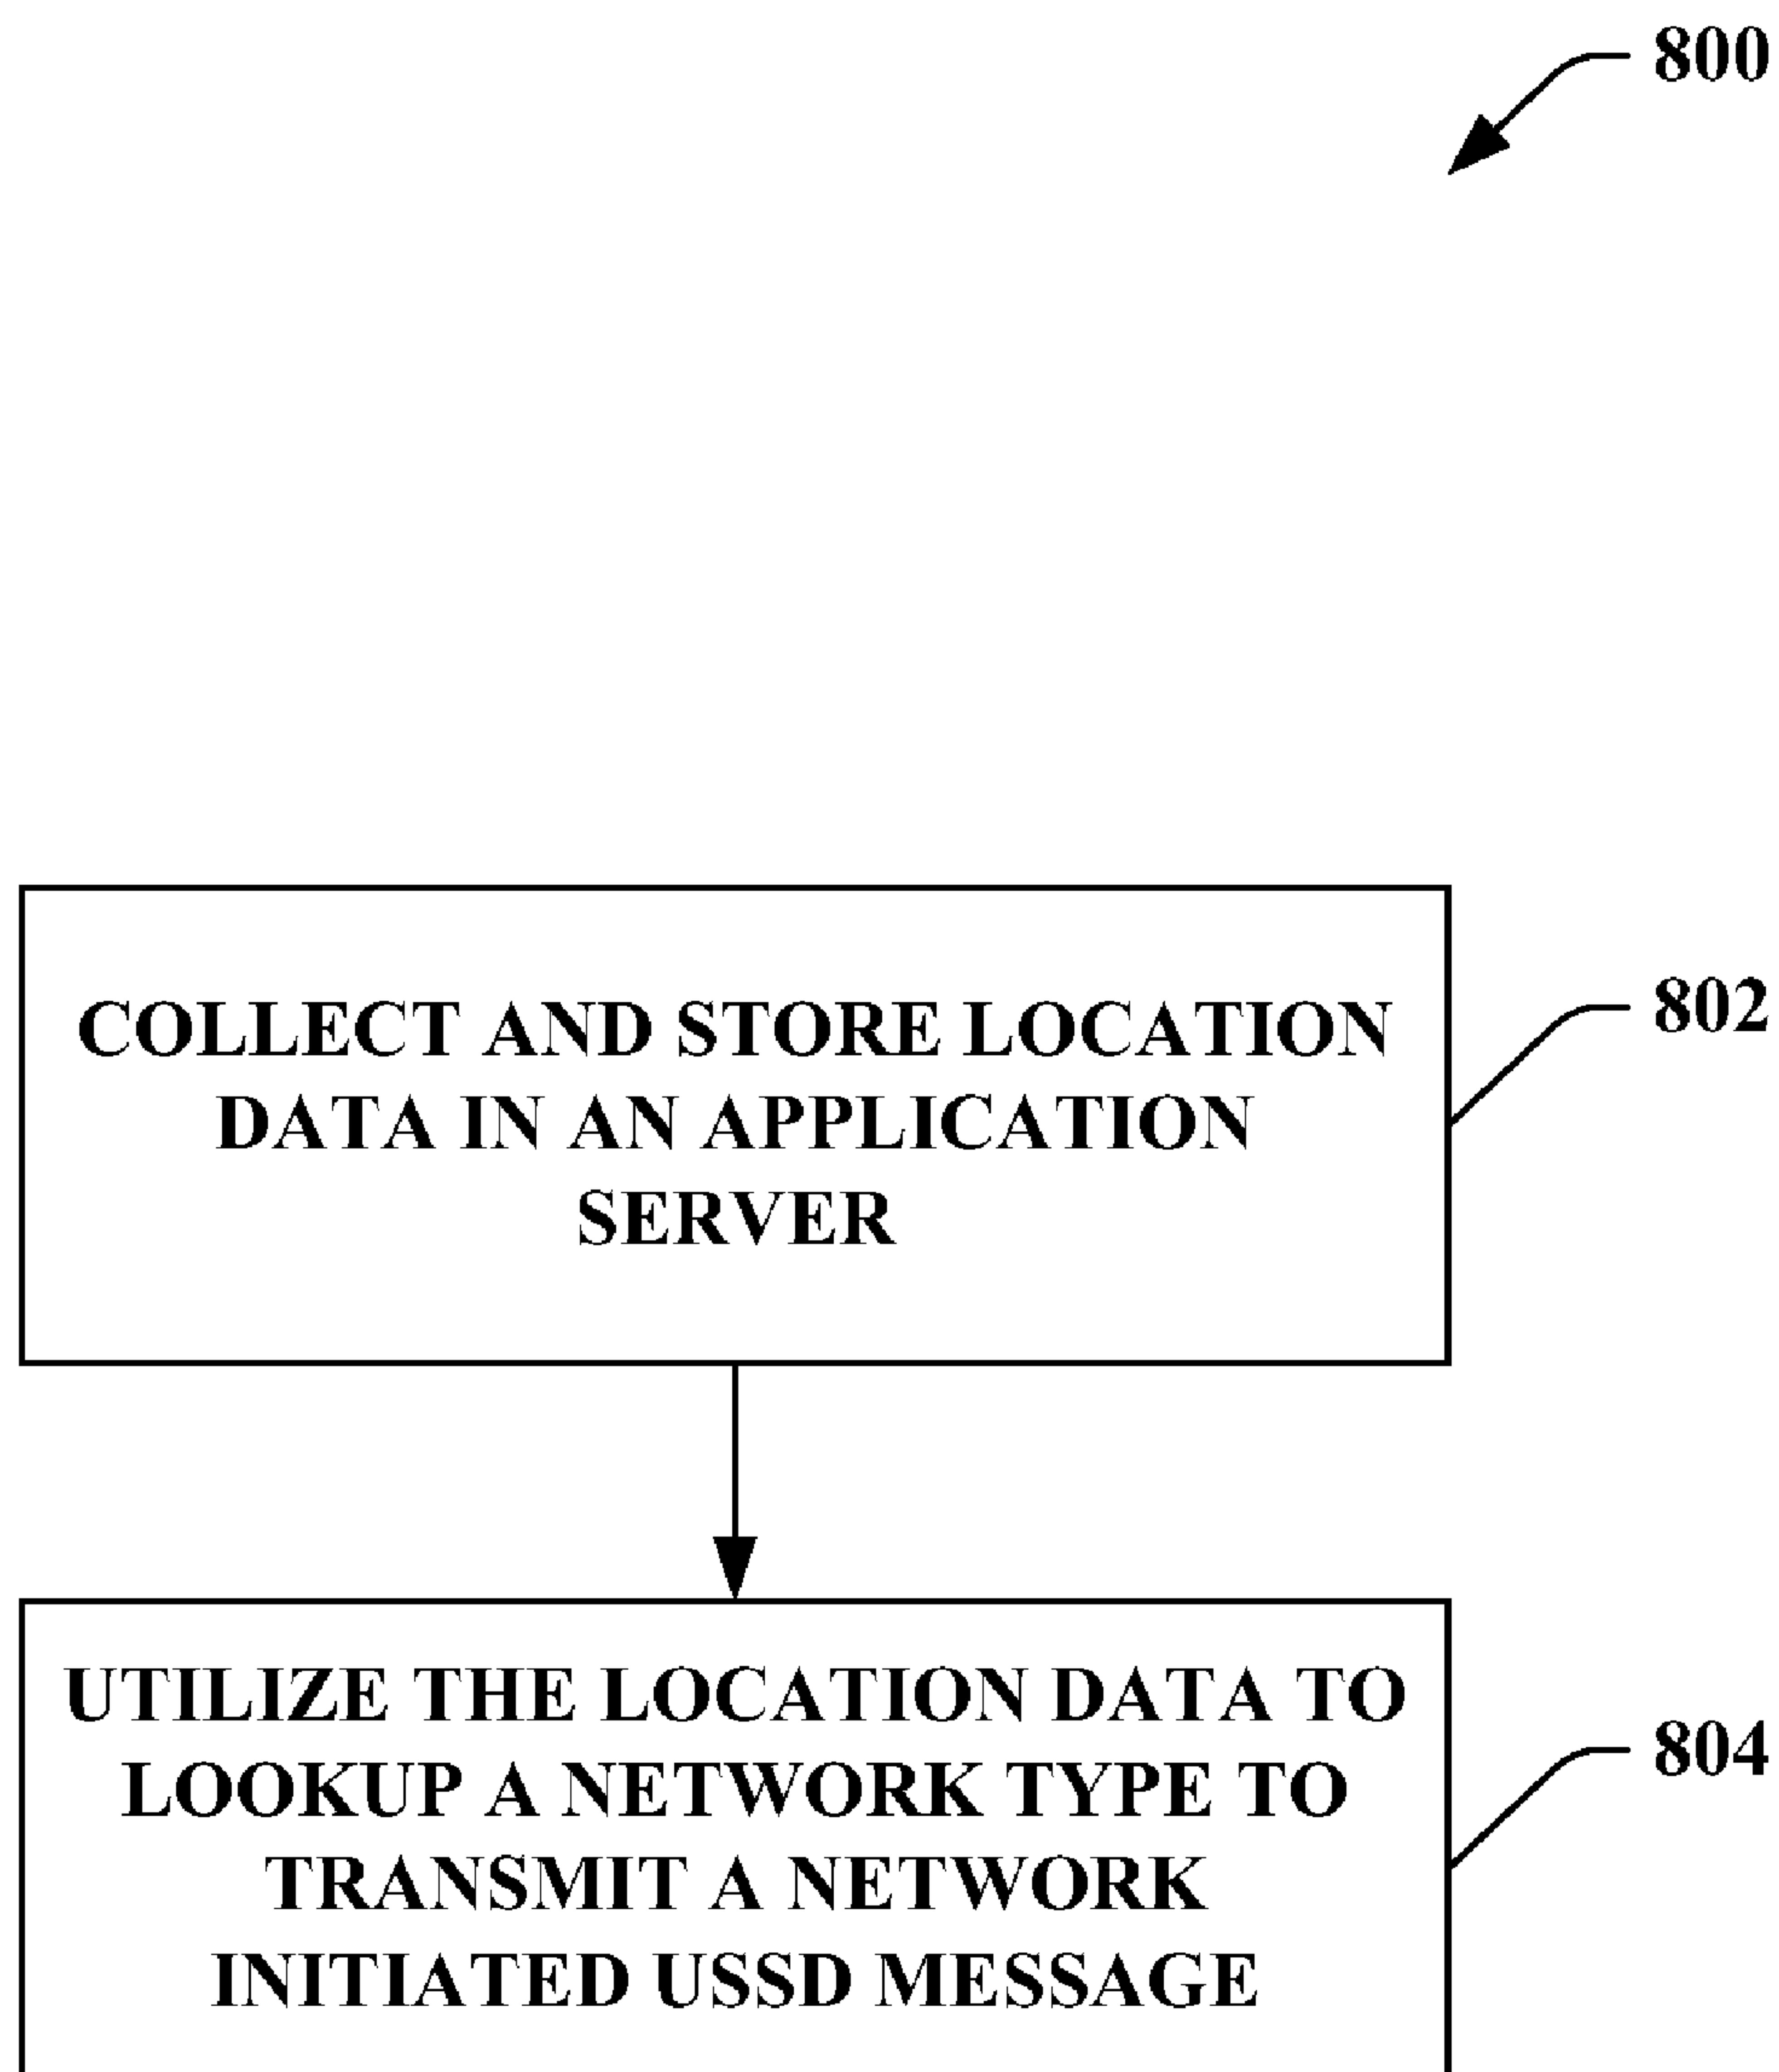 800
COLLECT AND STORE LOCATION
DATA IN AN APPLICATION
SERVER
802
UTILIZE THE LOCATION DATA TO
LOOKUP A NETWORK TYPE TO
TRANSMIT A NETWORK
INITIATED USSD MESSAGE
804